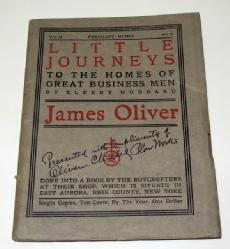 Vol. 24 FEBRUARY, MCMIX No. 2
LITTLE
JOURNEYS
TO THE HOMES OF
GREAT BUSINESS MEN
BY ELBERT HUBBARD
James Oliver
Presented with compliments of
Oliver Chilled Plow Works
DONE INTO A BOOK BY THE ROYCROFTERS
AT THEIR SHOP, WHICH IS SITUATE IN
EAST AURORA, ERIE COUNTY, NEW YORK
Single Copies, Ten Cents; By The Year, One Dollar